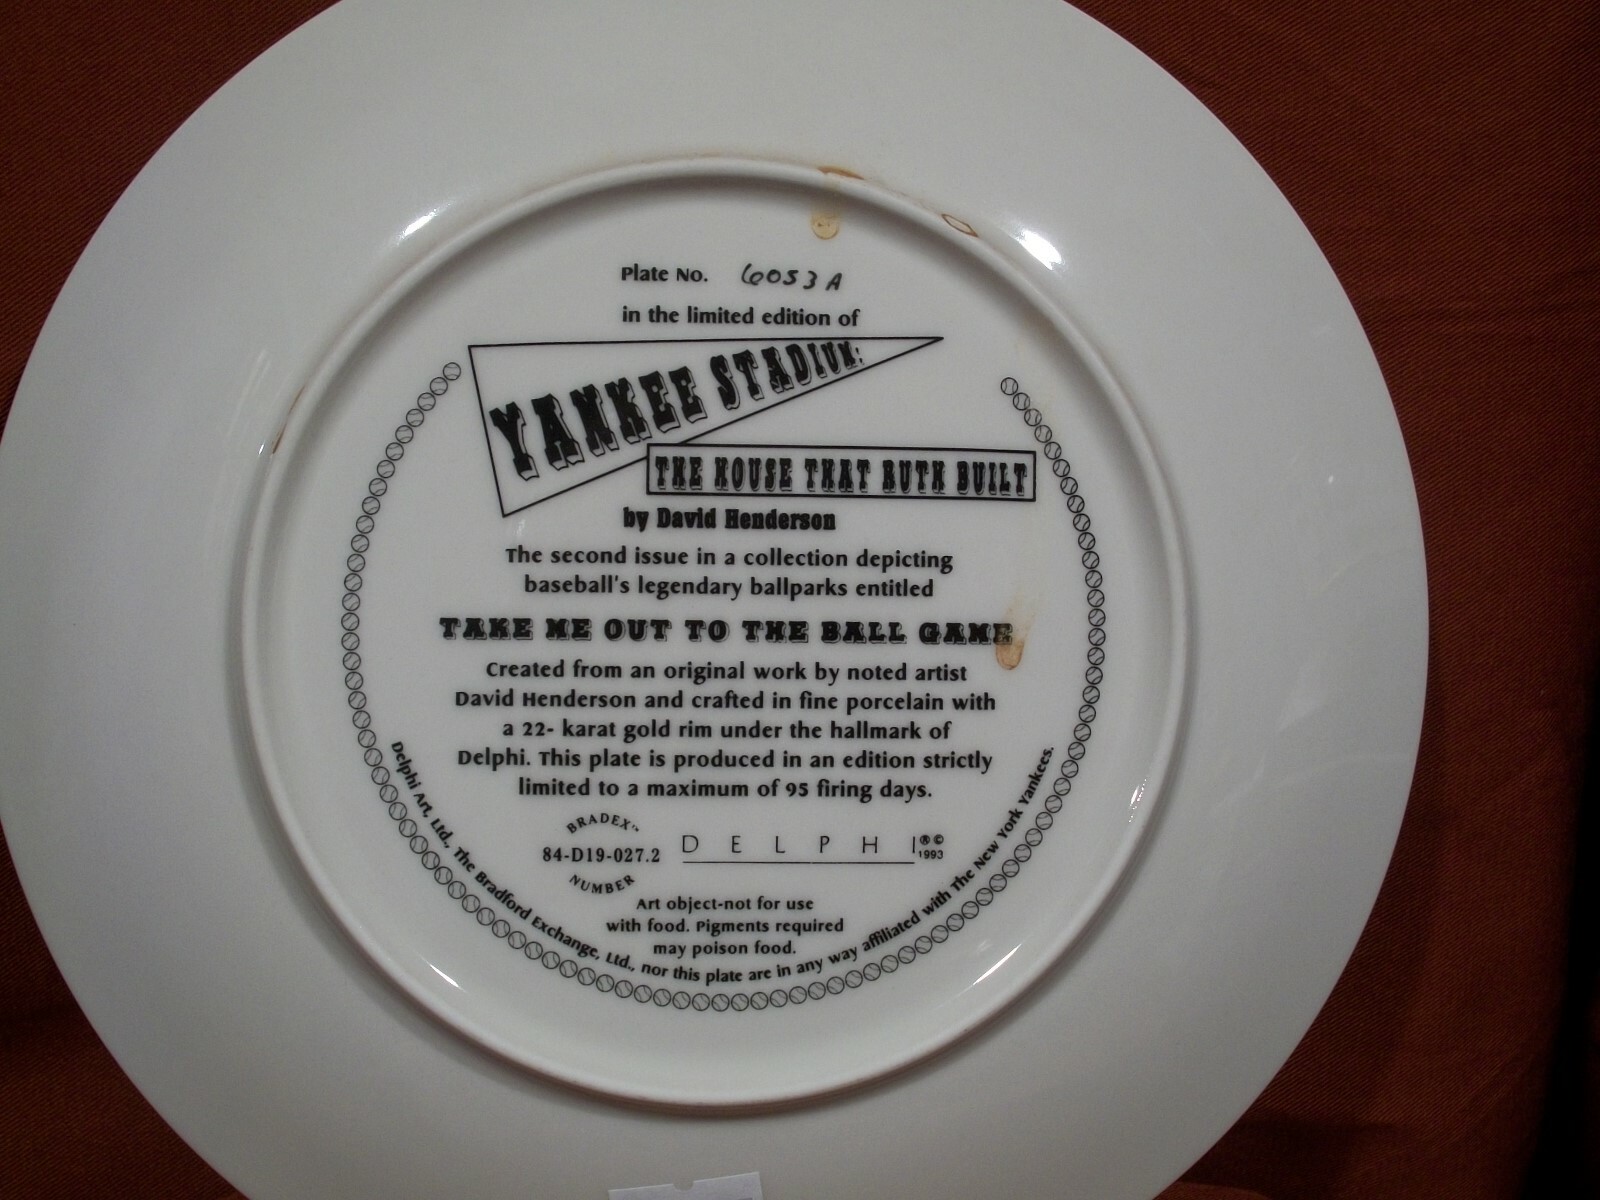 Plate No. 6053A
in the limited edition of
YANKEE STADIUM:
THE HOUSE THAT RUTH BUILT
by David Henderson
The second issue in a collection depicting
baseball's legendary ballparks entitled
TAKE ME OUT TO THE BALL GAME
Created from an original work by noted artist
David Henderson and crafted in fine porcelain with
a 22- karat gold rim under the hallmark of
Delphi. This plate is produced in an edition strictly
limited to a maximum of 95 firing days.
BRADEX™
84-D19-027.2
NUMBER
DELPHI®©
1993
Art object-not for use
with food. Pigments required
may poison food.
Delphi Art, Ltd., The Bradford Exchange, Ltd., nor this plate are in any way affiliated with The New York Yankees.